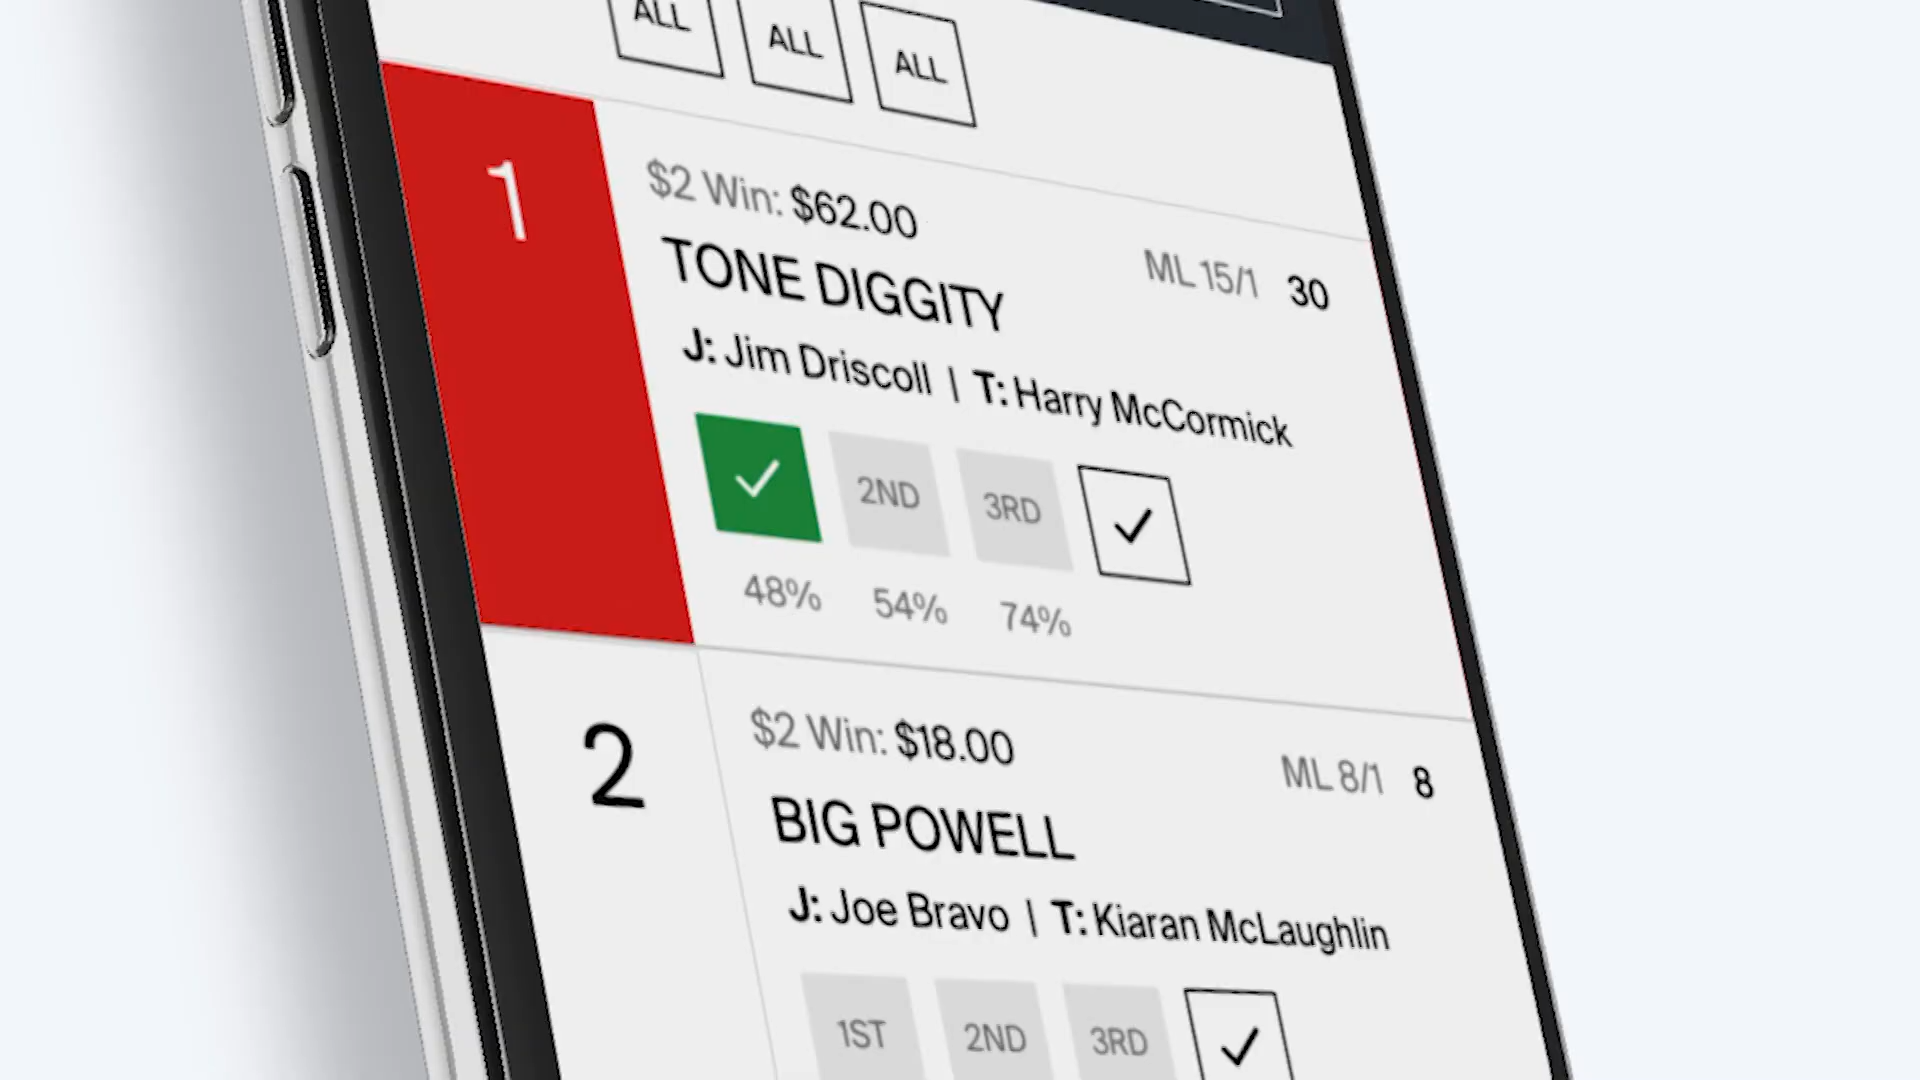 ALL ALL ALL
1
$2 Win: $62.00
ML 15/1 30
TONE DIGGITY
J: Jim Driscoll | T: Harry McCormick
2ND 3RD
48% 54% 74%
2
$2 Win: $18.00
ML 8/1 8
BIG POWELL
J: Joe Bravo | T: Kiaran McLaughlin
1ST 2ND 3RD